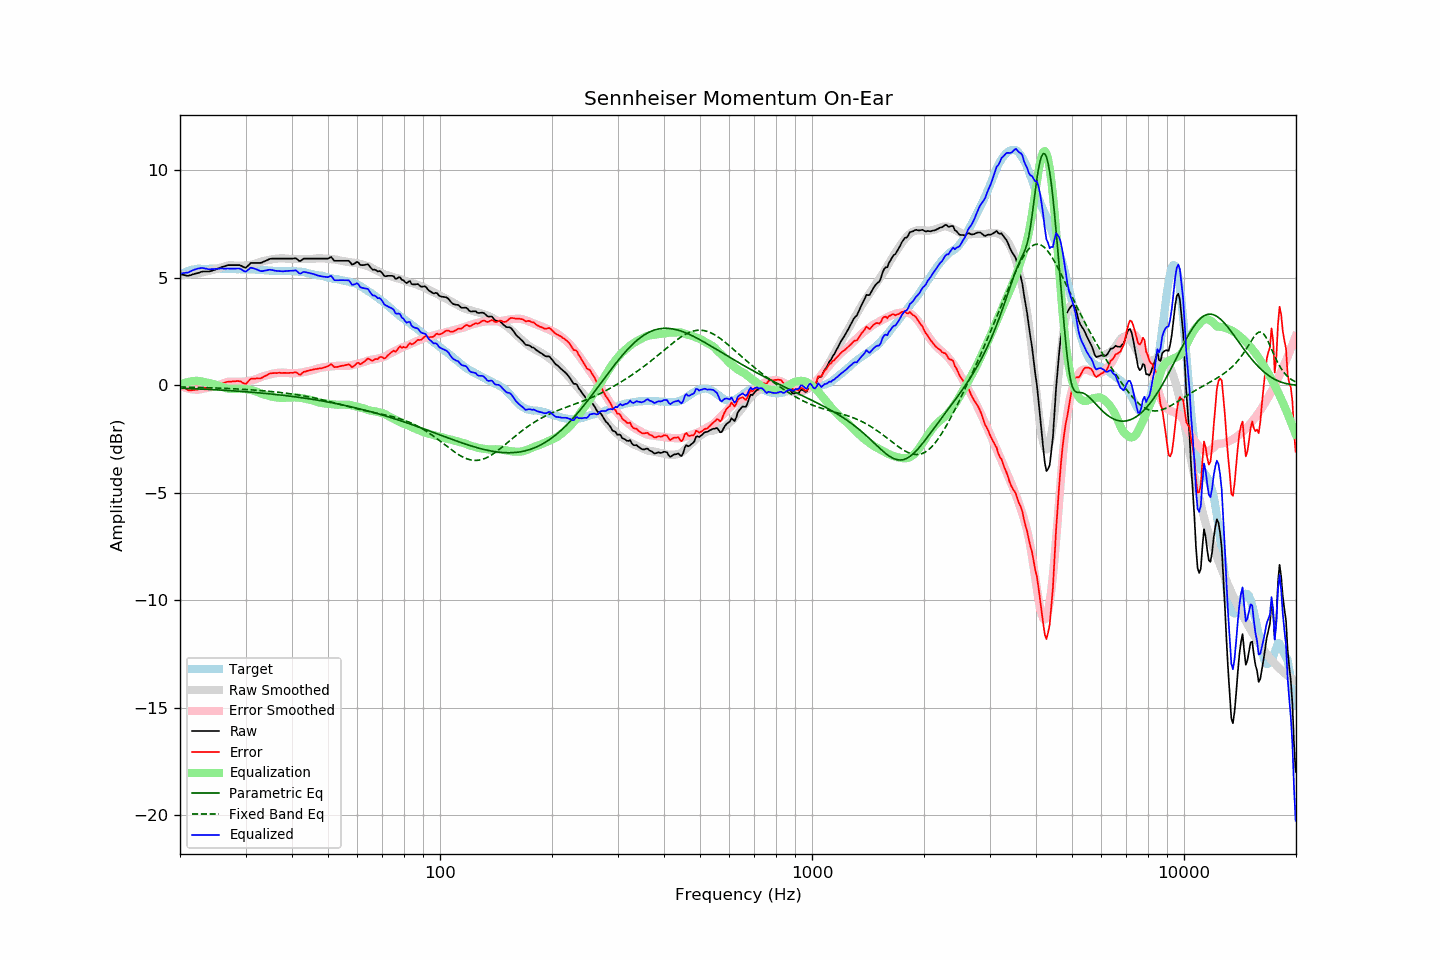 Sennheiser Momentum On-Ear
10
5
0
−5
−10
−15
−20
Amplitude (dBr)
Target
Raw Smoothed
Error Smoothed
Raw
Error
Equalization
Parametric Eq
Fixed Band Eq
Equalized
100
1000
10000
Frequency (Hz)